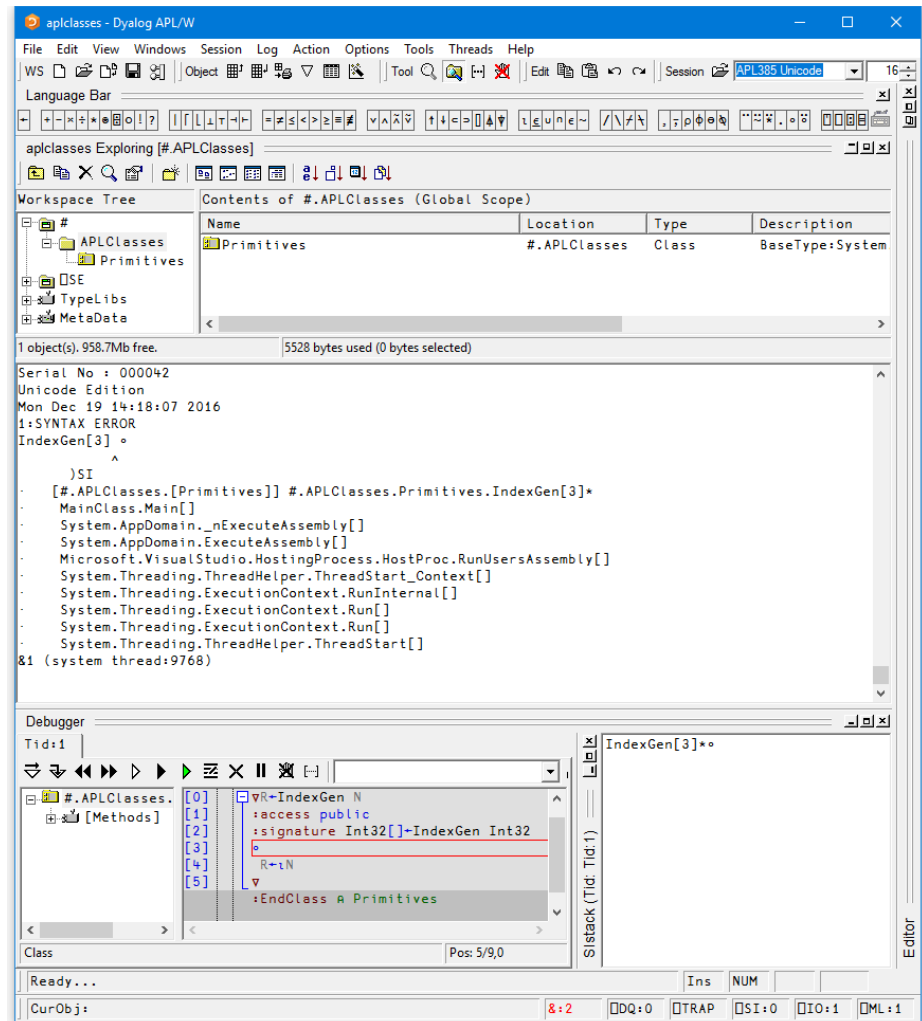 aplclasses - Dyalog APL/W
File Edit View Windows Session Log Action Options Tools Threads Help
WS Object Tool Edit Session APL385 Unicode 16
Language Bar
← + - × ÷ * ⍟ ⌹ ○ ! ? | ⌈ ⌊ ⊥ ⊤ ⊣ ⊢ = ≠ ≤ < > ≥ ≡ ≢ ∨ ∧ ⍲ ⍱ ↑ ↓ ⊂ ⊃ ⌷ ⍋ ⍒ ⍳ ⍷ ∪ ∩ ∊ ~ / \ ⌿ ⍀ , ⍪ ⍴ ⌽ ⊖ ⍉ ¨ ⍨ ⍣ . ∘ ⍤
aplclasses Exploring [#.APLClasses]
Workspace Tree
Contents of #.APLClasses (Global Scope)
#
APLClasses
Primitives
⎕SE
TypeLibs
MetaData
Name Location Type Description
Primitives #.APLClasses Class BaseType:System
1 object(s). 958.7Mb free. 5528 bytes used (0 bytes selected)
Serial No : 000042
Unicode Edition
Mon Dec 19 14:18:07 2016
1:SYNTAX ERROR
IndexGen[3] ∘
^
)SI
· [#.APLClasses.[Primitives]] #.APLClasses.Primitives.IndexGen[3]*
· MainClass.Main[]
· System.AppDomain._nExecuteAssembly[]
· System.AppDomain.ExecuteAssembly[]
· Microsoft.VisualStudio.HostingProcess.HostProc.RunUsersAssembly[]
· System.Threading.ThreadHelper.ThreadStart_Context[]
· System.Threading.ExecutionContext.RunInternal[]
· System.Threading.ExecutionContext.Run[]
· System.Threading.ExecutionContext.Run[]
· System.Threading.ThreadHelper.ThreadStart[]
&1 (system thread:9768)
Debugger
Tid:1
#.APLClasses.
[Methods]
[0] ∇R←IndexGen N
[1] :access public
[2] :signature Int32[]←IndexGen Int32
[3] ∘
[4] R←⍳N
[5] ∇
:EndClass ⍝ Primitives
Class Pos: 5/9,0
SIstack (Tid: Tid:1)
IndexGen[3]*∘
Editor
Ready... Ins NUM
CurObj: &:2 ⎕DQ:0 ⎕TRAP ⎕SI:0 ⎕IO:1 ⎕ML:1